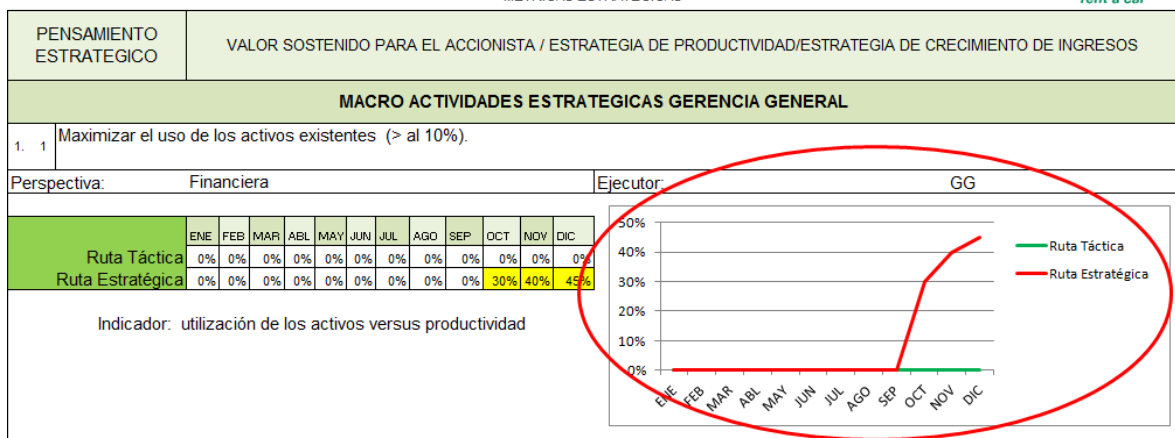 PENSAMIENTO
ESTRATEGICO
VALOR SOSTENIDO PARA EL ACCIONISTA / ESTRATEGIA DE PRODUCTIVIDAD/ESTRATEGIA DE CRECIMIENTO DE INGRESOS
MACRO ACTIVIDADES ESTRATEGICAS GERENCIA GENERAL
1. 1 Maximizar el uso de los activos existentes (> al 10%).
Perspectiva: Financiera Ejecutor: GG
ENE FEB MAR ABL MAY JUN JUL AGO SEP OCT NOV DIC
Ruta Táctica 0% 0% 0% 0% 0% 0% 0% 0% 0% 0% 0% 0%
Ruta Estratégica 0% 0% 0% 0% 0% 0% 0% 0% 0% 30% 40% 45%
Indicador: utilización de los activos versus productividad
50%
40%
30%
20%
10%
0%
ENE FEB MAR ABL MAY JUN JUL AGO SEP OCT NOV DIC
Ruta Táctica
Ruta Estratégica